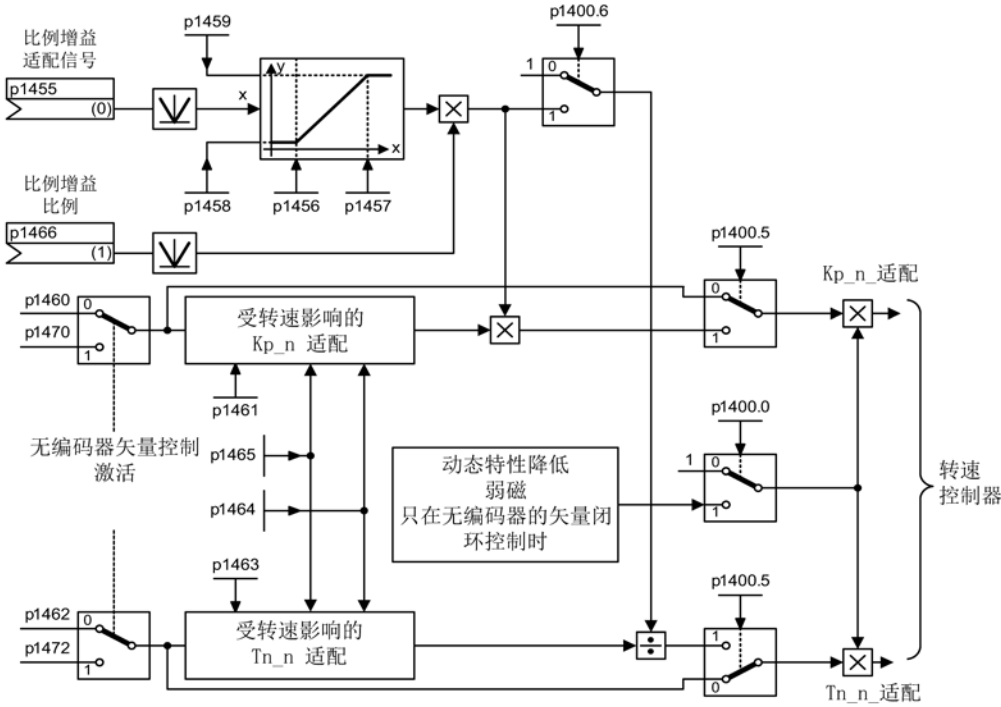 p1400.6
p1459
比例增益
适配信号
p1455
(0)
x
y
x
1
0
1
p1458
p1456
p1457
比例增益
比例
p1466
(1)
p1400.5
Kp_n_适配
p1460
0
p1470
1
受转速影响的
Kp_n 适配
0
1
p1461
无编码器矢量控制
激活
p1465
p1464
动态特性降低
弱磁
只在无编码器的矢量闭
环控制时
p1400.0
1
0
1
转速
控制器
p1463
p1400.5
p1462
0
p1472
1
受转速影响的
Tn_n 适配
1
0
Tn_n_适配